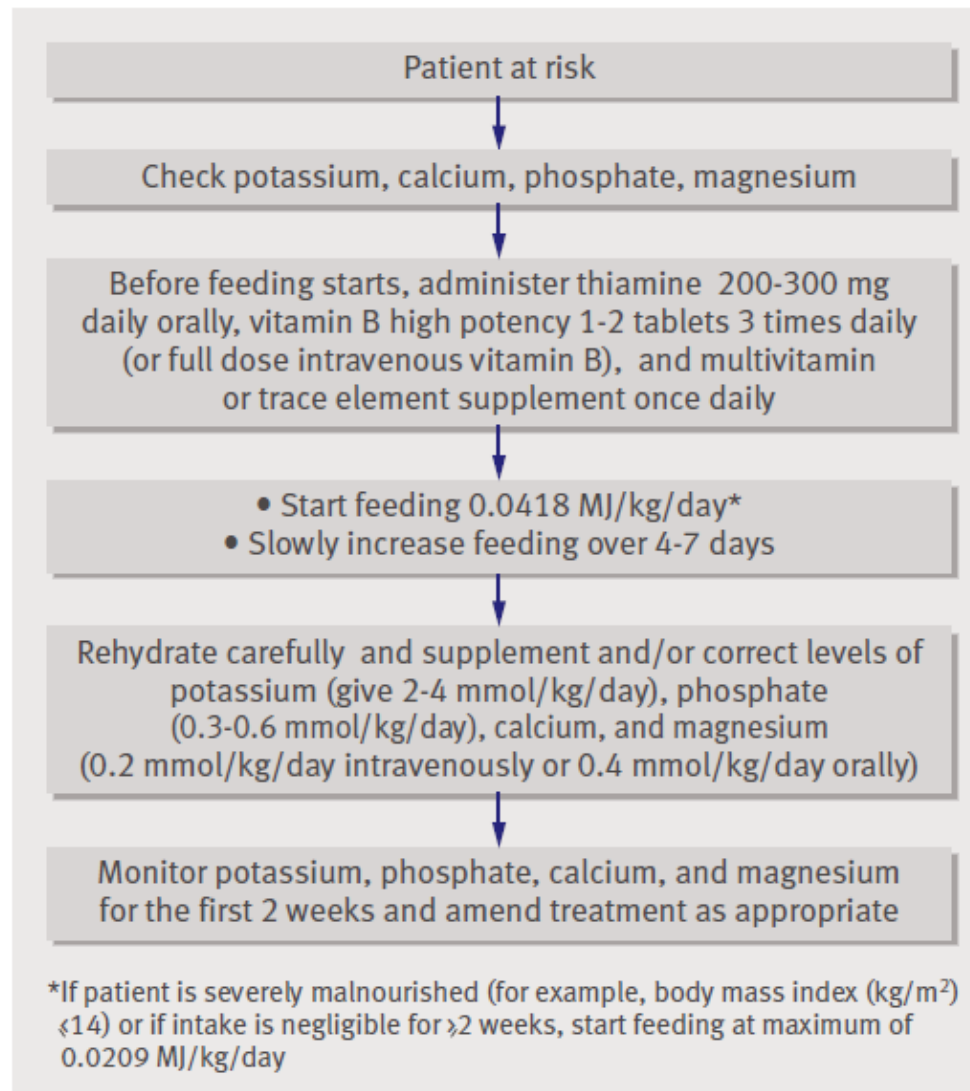 Patient at risk
Check potassium, calcium, phosphate, magnesium
Before feeding starts, administer thiamine 200-300 mg
daily orally, vitamin B high potency 1-2 tablets 3 times daily
(or full dose intravenous vitamin B), and multivitamin
or trace element supplement once daily
• Start feeding 0.0418 MJ/kg/day*
• Slowly increase feeding over 4-7 days
Rehydrate carefully and supplement and/or correct levels of
potassium (give 2-4 mmol/kg/day), phosphate
(0.3-0.6 mmol/kg/day), calcium, and magnesium
(0.2 mmol/kg/day intravenously or 0.4 mmol/kg/day orally)
Monitor potassium, phosphate, calcium, and magnesium
for the first 2 weeks and amend treatment as appropriate
*If patient is severely malnourished (for example, body mass index (kg/m²)
⩽14) or if intake is negligible for ⩾2 weeks, start feeding at maximum of
0.0209 MJ/kg/day